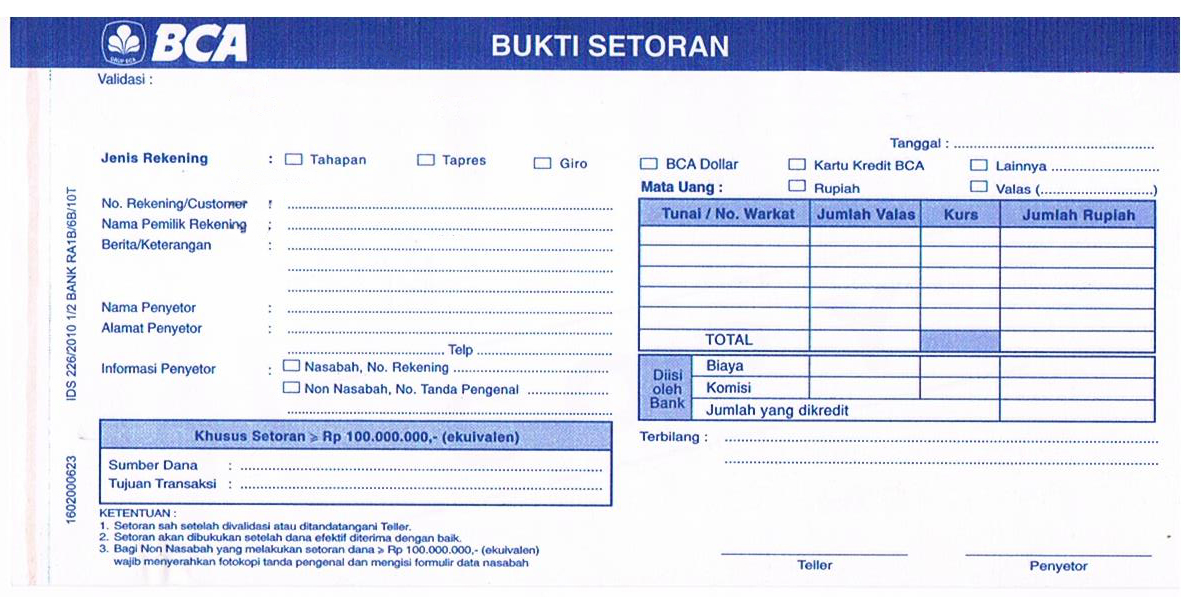 BCA
GRUP BCA
BUKTI SETORAN
Validasi :
Tanggal : ....................
Jenis Rekening : Tahapan Tapres Giro
BCA Dollar Kartu Kredit BCA Lainnya ....................
Mata Uang : Rupiah Valas (....................)
No. Rekening/Customer : ....................
Nama Pemilik Rekening : ....................
Berita/Keterangan : ....................
....................
....................
Nama Penyetor : ....................
Alamat Penyetor : ....................
.................... Telp ....................
Informasi Penyetor : Nasabah, No. Rekening ....................
Non Nasabah, No. Tanda Pengenal ....................
....................
Khusus Setoran ≥ Rp 100.000.000,- (ekuivalen)
Sumber Dana : ....................
Tujuan Transaksi : ....................
KETENTUAN :
1. Setoran sah setelah divalidasi atau ditandatangani Teller.
2. Setoran akan dibukukan setelah dana efektif diterima dengan baik.
3. Bagi Non Nasabah yang melakukan setoran dana ≥ Rp 100.000.000,- (ekuivalen)
wajib menyerahkan fotokopi tanda pengenal dan mengisi formulir data nasabah
Tunai / No. Warkat Jumlah Valas Kurs Jumlah Rupiah
TOTAL
Diisi oleh Bank
Biaya
Komisi
Jumlah yang dikredit
Terbilang : ....................
....................
Teller Penyetor
IDS 2226/2010 1/2 BANK RA1B/6B/10T
1602000623